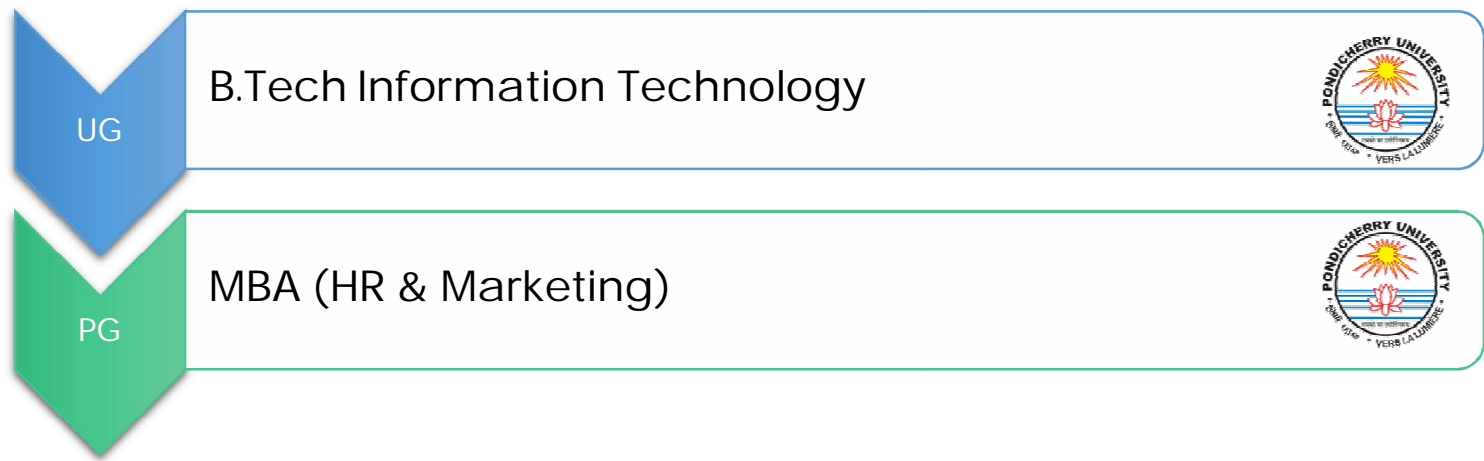 UG
B.Tech Information Technology
PONDICHERRY UNIVERSITY
VERS LA LUMIERE
PG
MBA (HR & Marketing)
PONDICHERRY UNIVERSITY
VERS LA LUMIERE